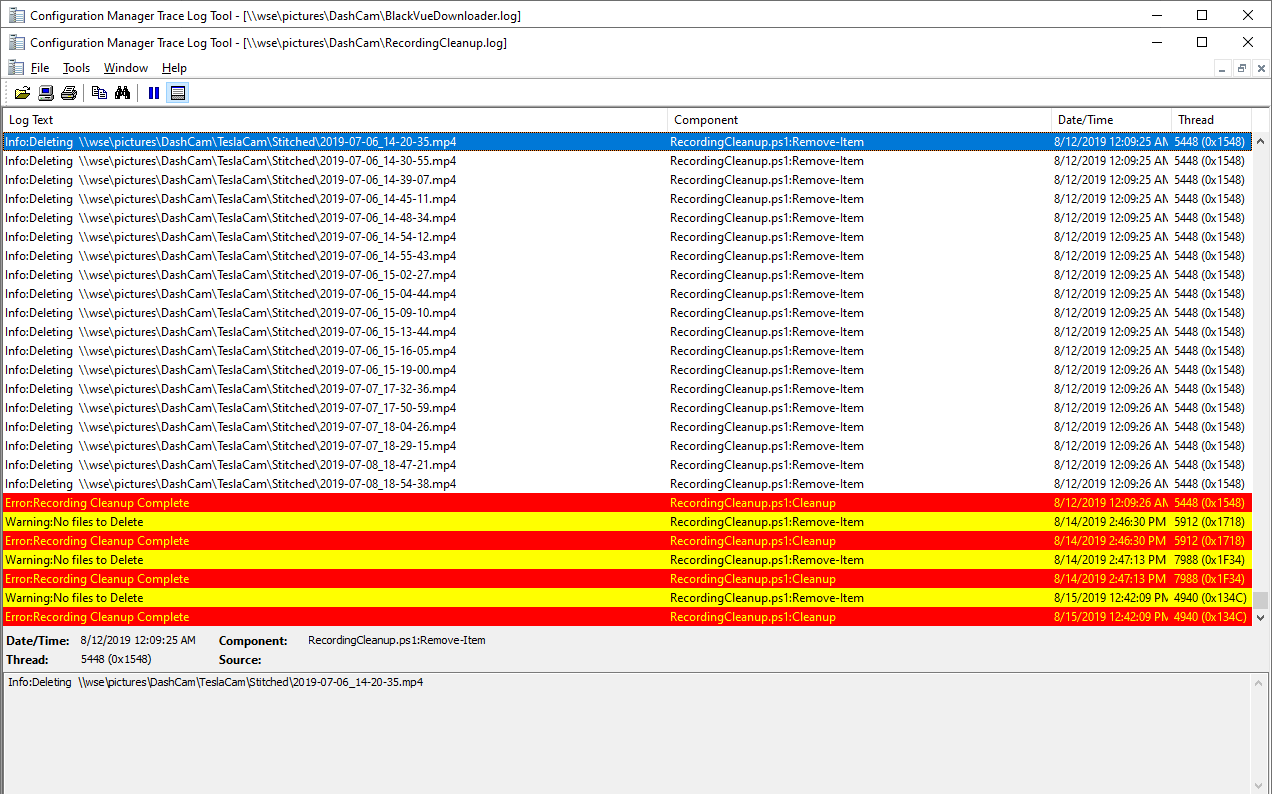 Configuration Manager Trace Log Tool - [\\wse\pictures\DashCam\BlackVueDownloader.log]
Configuration Manager Trace Log Tool - [\\wse\pictures\DashCam\RecordingCleanup.log]
File Tools Window Help
Log Text Component Date/Time Thread
Info:Deleting \\wse\pictures\DashCam\TeslaCam\Stitched\2019-07-06_14-20-35.mp4 RecordingCleanup.ps1:Remove-Item 8/12/2019 12:09:25 AM 5448 (0x1548)
Info:Deleting \\wse\pictures\DashCam\TeslaCam\Stitched\2019-07-06_14-30-55.mp4 RecordingCleanup.ps1:Remove-Item 8/12/2019 12:09:25 AM 5448 (0x1548)
Info:Deleting \\wse\pictures\DashCam\TeslaCam\Stitched\2019-07-06_14-39-07.mp4 RecordingCleanup.ps1:Remove-Item 8/12/2019 12:09:25 AM 5448 (0x1548)
Info:Deleting \\wse\pictures\DashCam\TeslaCam\Stitched\2019-07-06_14-45-11.mp4 RecordingCleanup.ps1:Remove-Item 8/12/2019 12:09:25 AM 5448 (0x1548)
Info:Deleting \\wse\pictures\DashCam\TeslaCam\Stitched\2019-07-06_14-48-34.mp4 RecordingCleanup.ps1:Remove-Item 8/12/2019 12:09:25 AM 5448 (0x1548)
Info:Deleting \\wse\pictures\DashCam\TeslaCam\Stitched\2019-07-06_14-54-12.mp4 RecordingCleanup.ps1:Remove-Item 8/12/2019 12:09:25 AM 5448 (0x1548)
Info:Deleting \\wse\pictures\DashCam\TeslaCam\Stitched\2019-07-06_14-55-43.mp4 RecordingCleanup.ps1:Remove-Item 8/12/2019 12:09:25 AM 5448 (0x1548)
Info:Deleting \\wse\pictures\DashCam\TeslaCam\Stitched\2019-07-06_15-02-27.mp4 RecordingCleanup.ps1:Remove-Item 8/12/2019 12:09:25 AM 5448 (0x1548)
Info:Deleting \\wse\pictures\DashCam\TeslaCam\Stitched\2019-07-06_15-04-44.mp4 RecordingCleanup.ps1:Remove-Item 8/12/2019 12:09:25 AM 5448 (0x1548)
Info:Deleting \\wse\pictures\DashCam\TeslaCam\Stitched\2019-07-06_15-09-10.mp4 RecordingCleanup.ps1:Remove-Item 8/12/2019 12:09:25 AM 5448 (0x1548)
Info:Deleting \\wse\pictures\DashCam\TeslaCam\Stitched\2019-07-06_15-13-44.mp4 RecordingCleanup.ps1:Remove-Item 8/12/2019 12:09:25 AM 5448 (0x1548)
Info:Deleting \\wse\pictures\DashCam\TeslaCam\Stitched\2019-07-06_15-16-05.mp4 RecordingCleanup.ps1:Remove-Item 8/12/2019 12:09:25 AM 5448 (0x1548)
Info:Deleting \\wse\pictures\DashCam\TeslaCam\Stitched\2019-07-06_15-19-00.mp4 RecordingCleanup.ps1:Remove-Item 8/12/2019 12:09:26 AM 5448 (0x1548)
Info:Deleting \\wse\pictures\DashCam\TeslaCam\Stitched\2019-07-07_17-32-36.mp4 RecordingCleanup.ps1:Remove-Item 8/12/2019 12:09:26 AM 5448 (0x1548)
Info:Deleting \\wse\pictures\DashCam\TeslaCam\Stitched\2019-07-07_17-50-59.mp4 RecordingCleanup.ps1:Remove-Item 8/12/2019 12:09:26 AM 5448 (0x1548)
Info:Deleting \\wse\pictures\DashCam\TeslaCam\Stitched\2019-07-07_18-04-26.mp4 RecordingCleanup.ps1:Remove-Item 8/12/2019 12:09:26 AM 5448 (0x1548)
Info:Deleting \\wse\pictures\DashCam\TeslaCam\Stitched\2019-07-07_18-29-15.mp4 RecordingCleanup.ps1:Remove-Item 8/12/2019 12:09:26 AM 5448 (0x1548)
Info:Deleting \\wse\pictures\DashCam\TeslaCam\Stitched\2019-07-08_18-47-21.mp4 RecordingCleanup.ps1:Remove-Item 8/12/2019 12:09:26 AM 5448 (0x1548)
Info:Deleting \\wse\pictures\DashCam\TeslaCam\Stitched\2019-07-08_18-54-38.mp4 RecordingCleanup.ps1:Remove-Item 8/12/2019 12:09:26 AM 5448 (0x1548)
Error:Recording Cleanup Complete RecordingCleanup.ps1:Cleanup 8/12/2019 12:09:26 AM 5448 (0x1548)
Warning:No files to Delete RecordingCleanup.ps1:Remove-Item 8/14/2019 2:46:30 PM 5912 (0x1718)
Error:Recording Cleanup Complete RecordingCleanup.ps1:Cleanup 8/14/2019 2:46:30 PM 5912 (0x1718)
Warning:No files to Delete RecordingCleanup.ps1:Remove-Item 8/14/2019 2:47:13 PM 7988 (0x1F34)
Error:Recording Cleanup Complete RecordingCleanup.ps1:Cleanup 8/14/2019 2:47:13 PM 7988 (0x1F34)
Warning:No files to Delete RecordingCleanup.ps1:Remove-Item 8/15/2019 12:42:09 PM 4940 (0x134C)
Error:Recording Cleanup Complete RecordingCleanup.ps1:Cleanup 8/15/2019 12:42:09 PM 4940 (0x134C)
Date/Time: 8/12/2019 12:09:25 AM Component: RecordingCleanup.ps1:Remove-Item
Thread: 5448 (0x1548) Source:
Info:Deleting \\wse\pictures\DashCam\TeslaCam\Stitched\2019-07-06_14-20-35.mp4